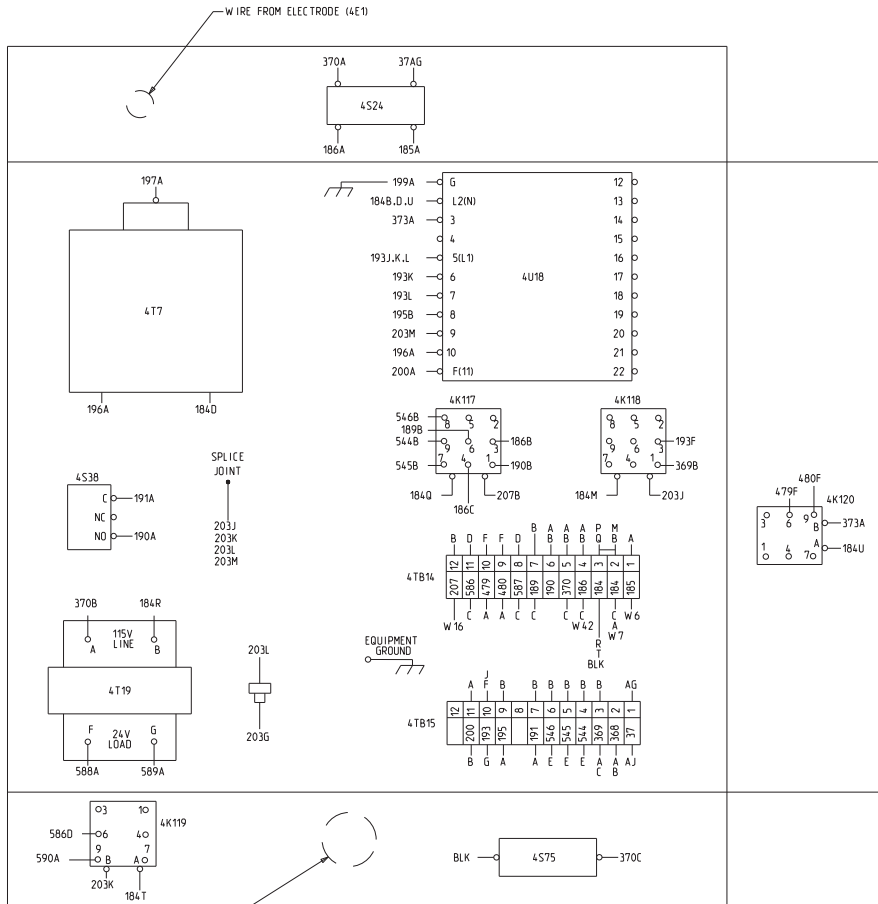 WIRE FROM ELECTRODE (4E1)
370A 37AG
4S24
186A 185A
197A
4T7
196A 184D
199A G 12
184B.D.U L2(N) 13
373A 3 14
4 15
193J.K.L 5(L1) 16
193K 6 4U18 17
193L 7 18
195B 8 19
203M 9 20
196A 10 21
200A F(11) 22
4K117
546B 8 5 2
189B
544B 9 6 3 186B
545B 7 4 1 190B
184Q 186C 207B
4K118
8 5 2
9 6 3 193F
7 4 1 369B
184M 203J
480F
479F 4K120
3 6 9 B 373A
A
1 4 7 184U
4S38
C 191A
NC
NO 190A
SPLICE
JOINT
203J
203K
203L
203M
P M
B A A A Q B
B D F F D B B B B A
12 11 10 9 8 7 6 5 4 3 2 1
4TB14
207 586 479 480 587 189 190 370 186 184 184 185
C A A C C C C C W6
W16 W42 A
W7
R
T
BLK
370B 184R
115V
LINE
A B
4T19
F 24V G
LOAD
588A 589A
203L
203G
EQUIPMENT
GROUND
J
A F B B B B B B AG
12 11 10 9 8 7 6 5 4 3 2 1
4TB15
200 193 195 191 546 545 544 369 368 37
B G A A E E E A A AJ
C B
3 1
4K119
586D 6 4
9 7
590A B A
203K
184T
BLK 4S75 370C